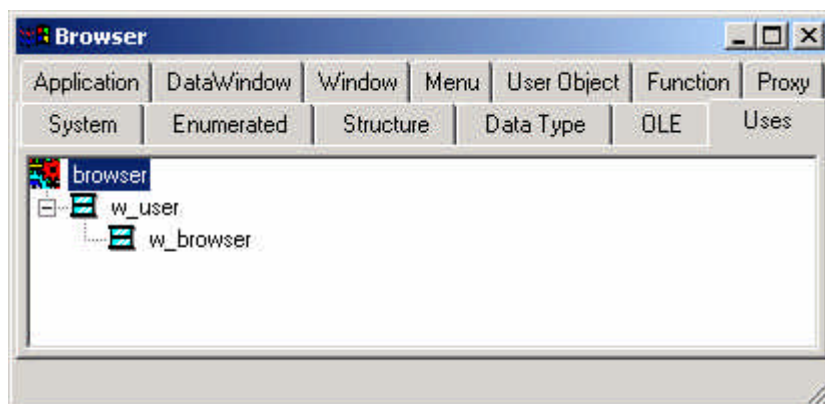 Browser
Application DataWindow Window Menu User Object Function Proxy
System Enumerated Structure Data Type OLE Uses
browser
w_user
w_browser